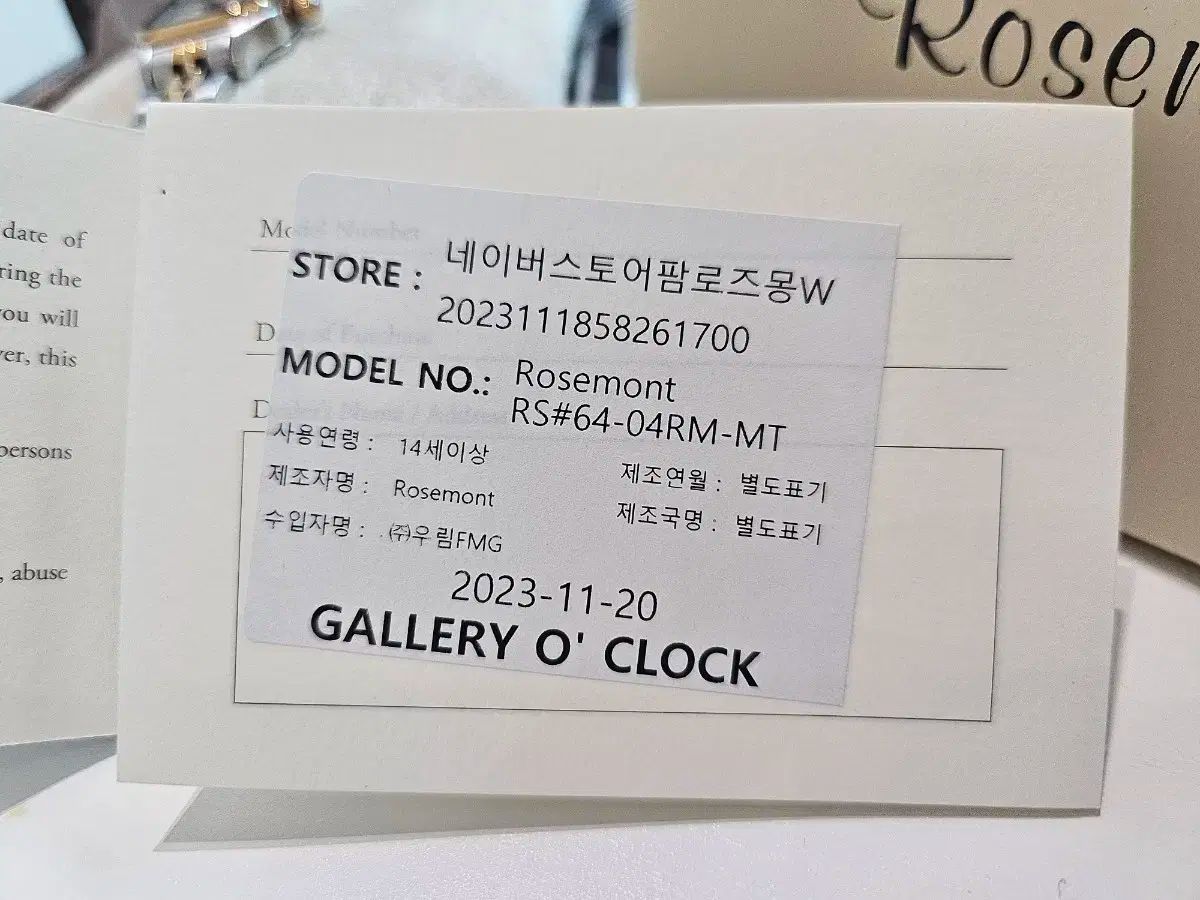 Rosem
date of
ring the
you will
ver, this
persons
, abuse
STORE : 네이버스토어팜로즈몽W
2023111858261700
MODEL NO.: Rosemont
RS#64-04RM-MT
사용연령 : 14세이상
제조자명 : Rosemont
제조연월 : 별도표기
수입자명 : ㈜우림FMG
제조국명 : 별도표기
2023-11-20
GALLERY O' CLOCK